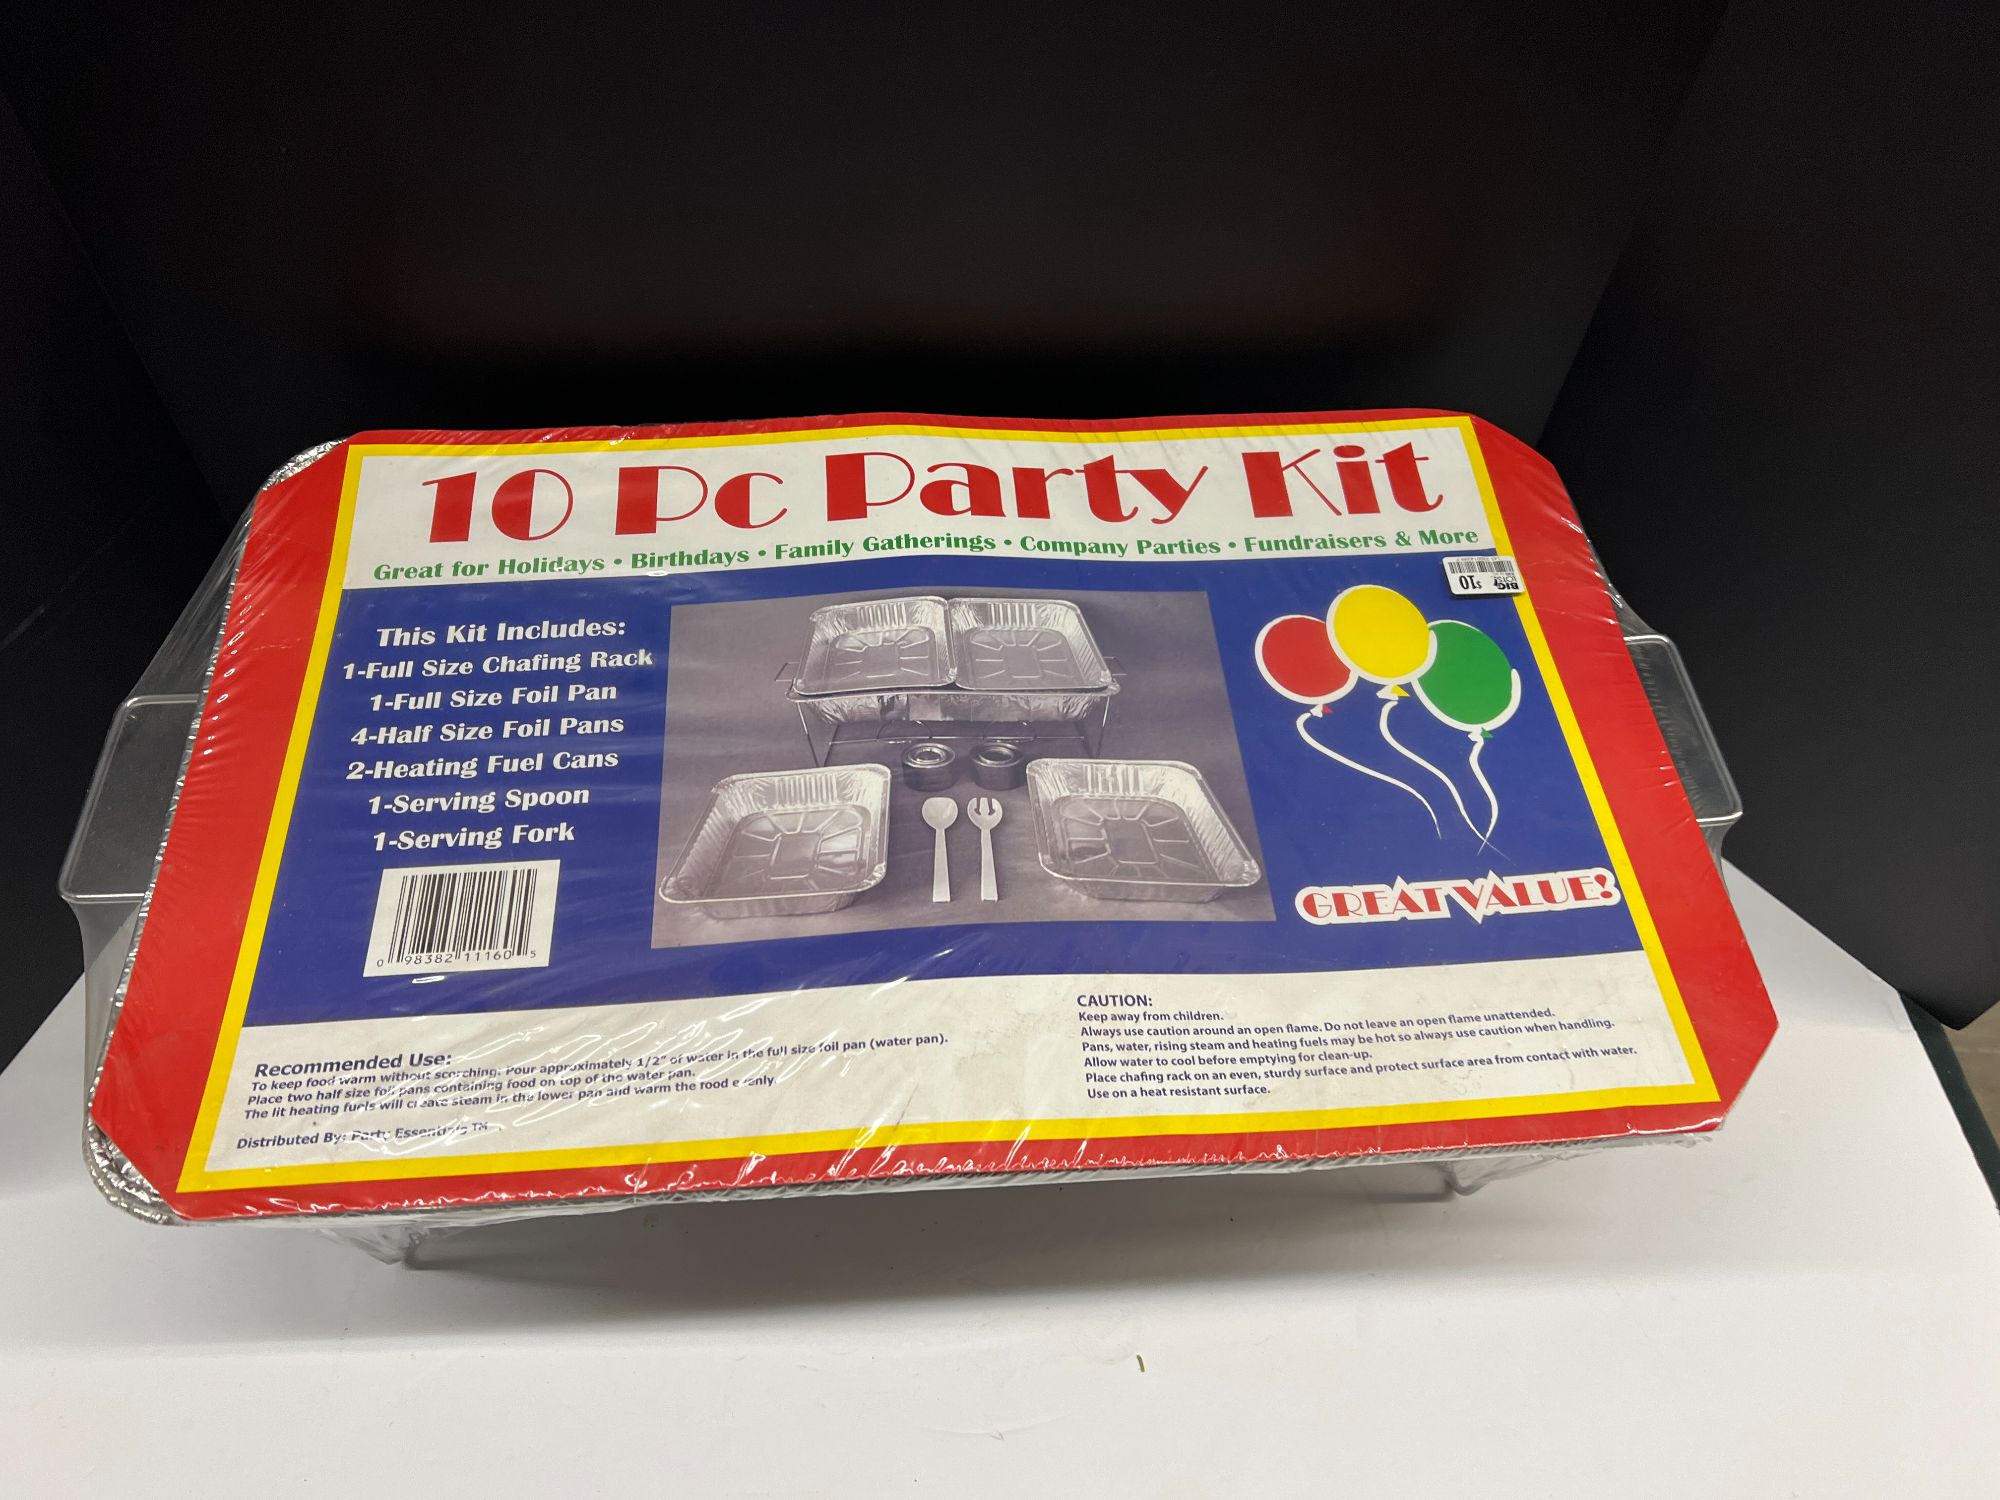 10 Pc Party Kit
Great for Holidays • Birthdays • Family Gatherings • Company Parties • Fundraisers & More
BIG LOTS!
$10
This Kit Includes:
1-Full Size Chafing Rack
1-Full Size Foil Pan
4-Half Size Foil Pans
2-Heating Fuel Cans
1-Serving Spoon
1-Serving Fork
0 98382 11160 5
GREAT VALUE!
Recommended Use:
To keep food warm without scorching: Pour approximately 1/2" of water in the full size foil pan (water pan).
Place two half size foil pans containing food on top of the water pan.
The lit heating fuels will create steam in the lower pan and warm the food evenly.
Distributed By: Party Essentials™
CAUTION:
Keep away from children.
Always use caution around an open flame. Do not leave an open flame unattended.
Pans, water, rising steam and heating fuels may be hot so always use caution when handling.
Allow water to cool before emptying for clean-up.
Place chafing rack on an even, sturdy surface and protect surface area from contact with water.
Use on a heat resistant surface.